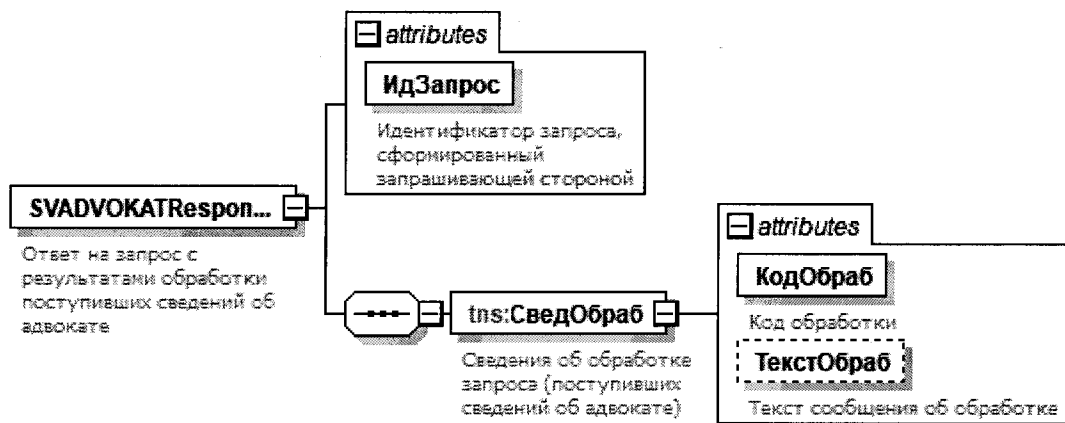 attributes
ИдЗапрос
Идентификатор запроса,
сформированный
запрашивающей стороной
SVADVOKATRespon...
Ответ на запрос с
результатами обработки
поступивших сведений об
адвокате
attributes
КодОбраб
Код обработки
ТекстОбраб
Текст сообщения об обработке
tns:СведОбраб
Сведения об обработке
запроса (поступивших
сведений об адвокате)